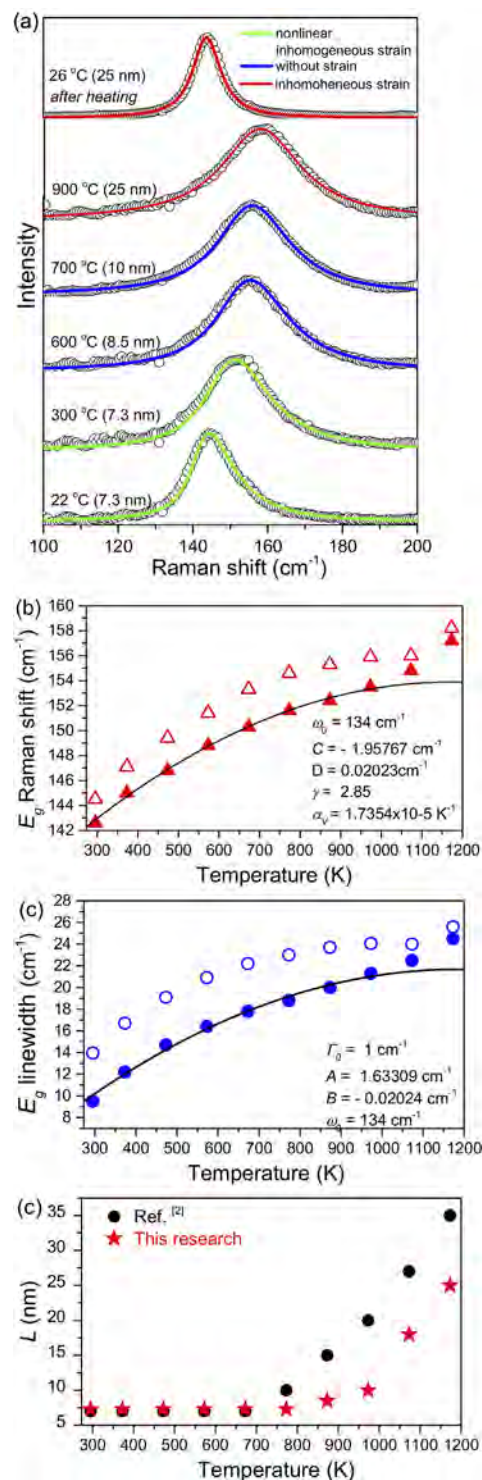 (a)
nonlinear
inhomogeneous strain
without strain
inhomoheneous strain
26 °C (25 nm)
after heating
900 °C (25 nm)
700 °C (10 nm)
600 °C (8.5 nm)
300 °C (7.3 nm)
22 °C (7.3 nm)
Intensity
100 120 140 160 180 200
Raman shift (cm⁻¹)
(b)
E_g Raman shift (cm⁻¹)
160
158
156
154
152
150
148
146
144
142
ω₀ = 134 cm⁻¹
C = - 1.95767 cm⁻¹
D = 0.02023cm⁻¹
γ = 2.85
α_V = 1.7354x10-5 K⁻¹
300 400 500 600 700 800 900 1000 1100 1200
Temperature (K)
(c)
E_g linewidth (cm⁻¹)
28
26
24
22
20
18
16
14
12
10
8
Γ₀ = 1 cm⁻¹
A = 1.63309 cm⁻¹
B = - 0.02024 cm⁻¹
ω₀ = 134 cm⁻¹
300 400 500 600 700 800 900 1000 1100 1200
Temperature (K)
(c)
Ref. [2]
This research
L (nm)
35
30
25
20
15
10
5
300 400 500 600 700 800 900 1000 1100 1200
Temperature (K)